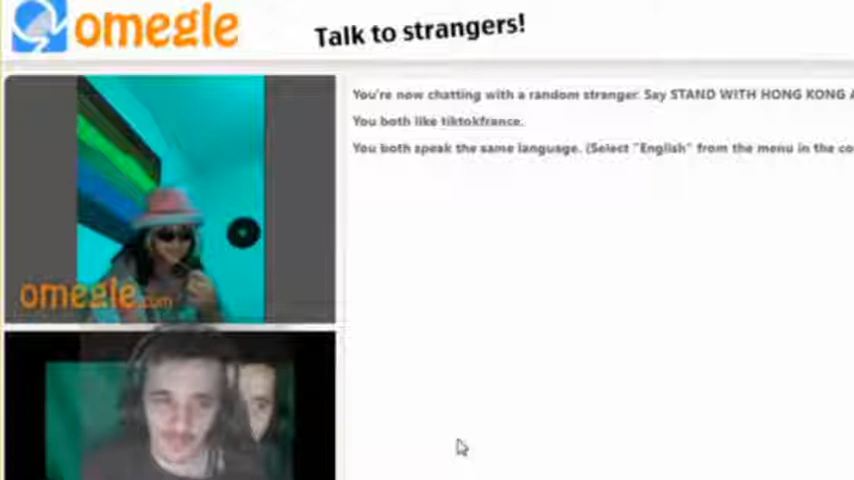 omegle
Talk to strangers!
You're now chatting with a random stranger. Say STAND WITH HONG KONG
You both like tiktokfrance.
You both speak the same language. (Select "English" from the menu in the
omegle.com